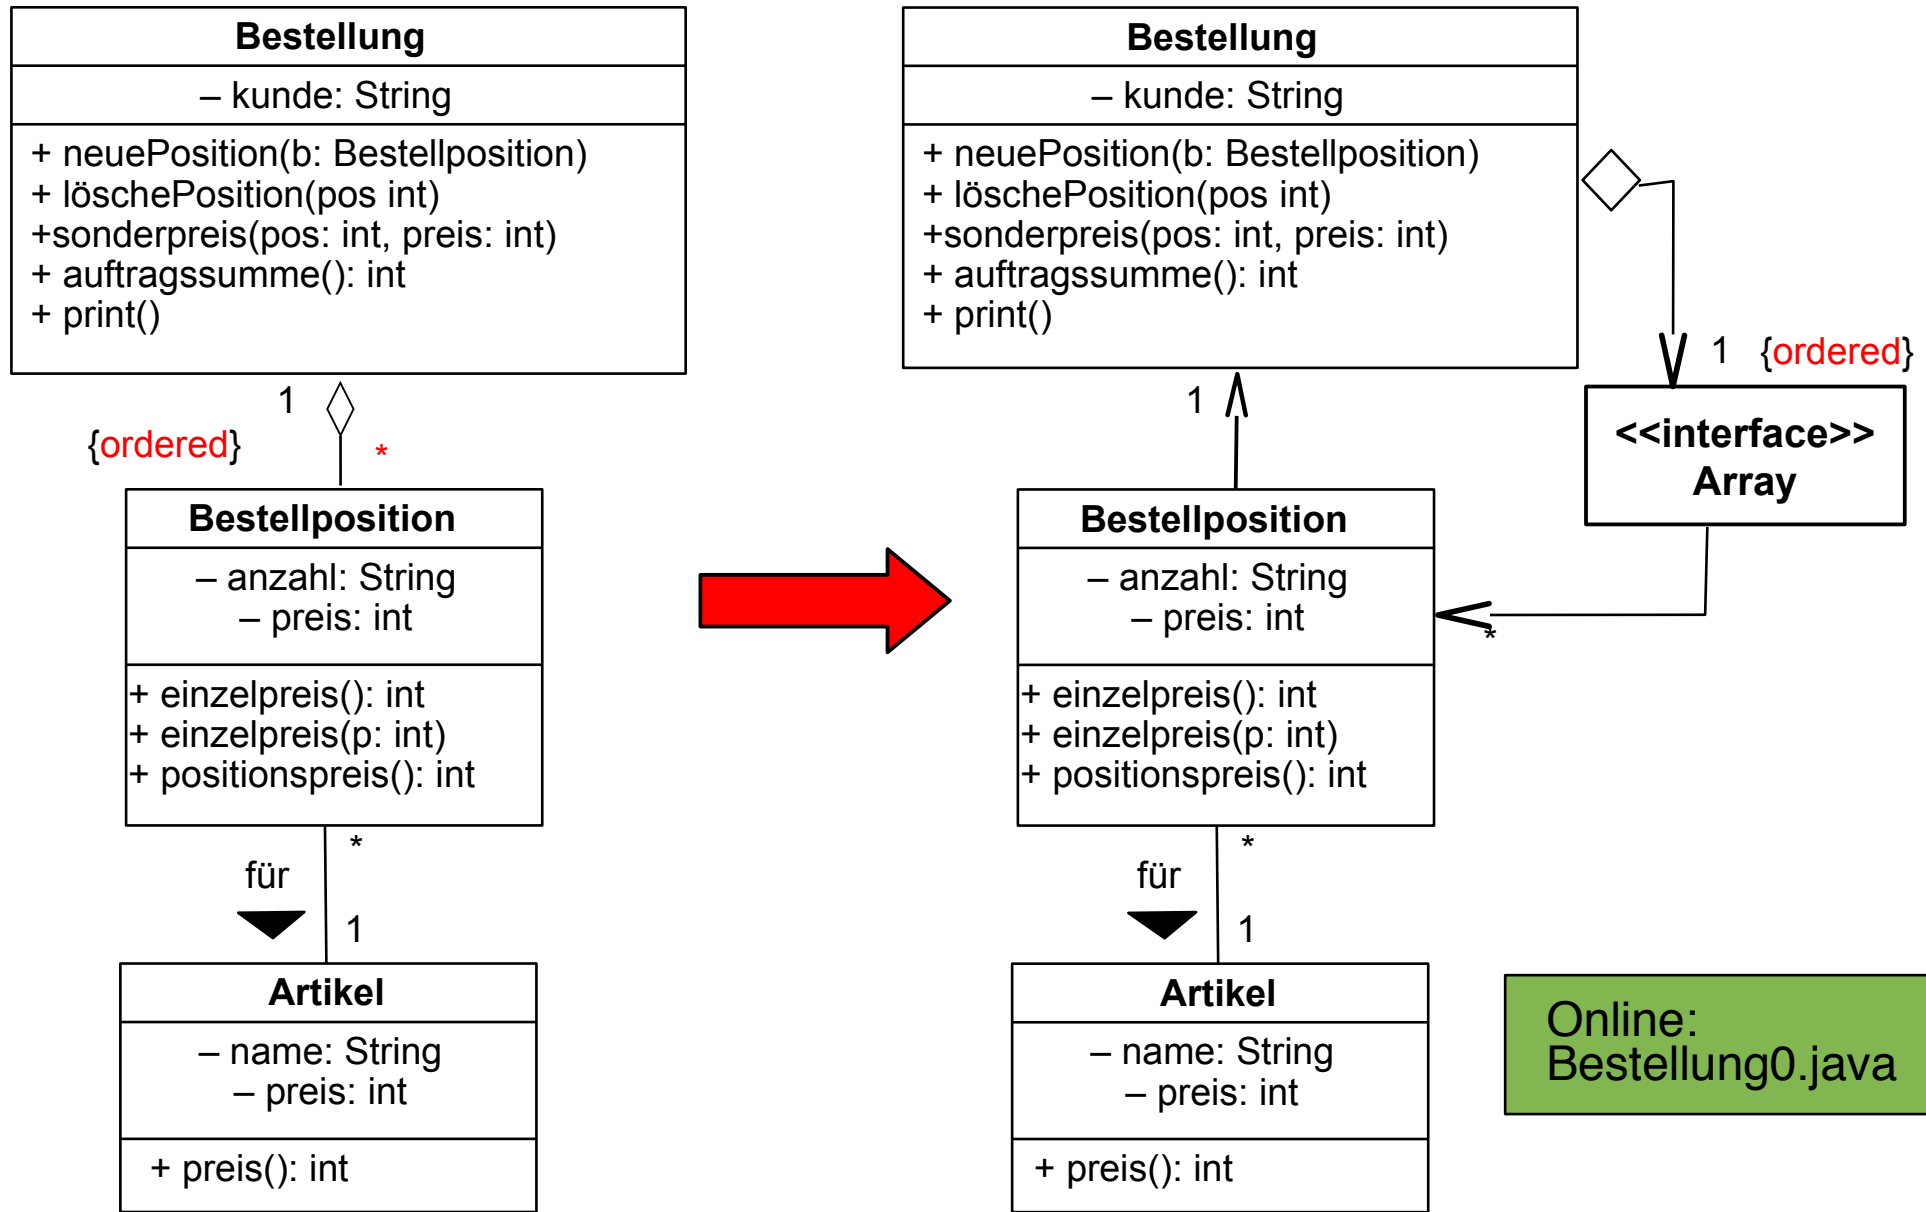 Bestellung
– kunde: String
+ neuePosition(b: Bestellposition)
+ löschePosition(pos int)
+sonderpreis(pos: int, preis: int)
+ auftragssumme(): int
+ print()
1
{ordered}
*
Bestellposition
– anzahl: String
– preis: int
+ einzelpreis(): int
+ einzelpreis(p: int)
+ positionspreis(): int
*
für
1
Artikel
– name: String
– preis: int
+ preis(): int
Bestellung
– kunde: String
+ neuePosition(b: Bestellposition)
+ löschePosition(pos int)
+sonderpreis(pos: int, preis: int)
+ auftragssumme(): int
+ print()
1 {ordered}
1
<<interface>>
Array
Bestellposition
– anzahl: String
– preis: int
*
+ einzelpreis(): int
+ einzelpreis(p: int)
+ positionspreis(): int
*
für
1
Artikel
– name: String
– preis: int
+ preis(): int
Online:
Bestellung0.java